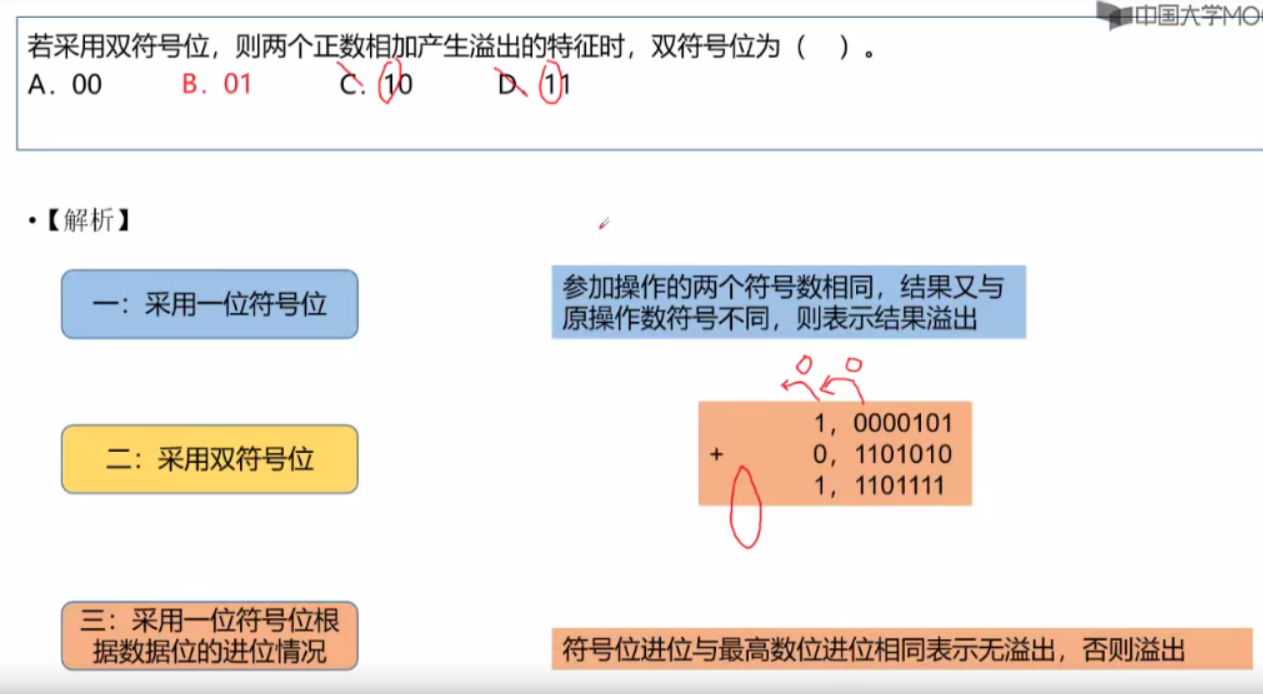 中国大学MOO
若采用双符号位，则两个正数相加产生溢出的特征时，双符号位为（ ）。
A. 00 B. 01 C. 10 D. 11
•【解析】
一：采用一位符号位
参加操作的两个符号数相同，结果又与
原操作数符号不同，则表示结果溢出
0 0
二：采用双符号位
1，0000101
+ 0，1101010
1，1101111
三：采用一位符号位根
据数据位的进位情况
符号位进位与最高数位进位相同表示无溢出，否则溢出